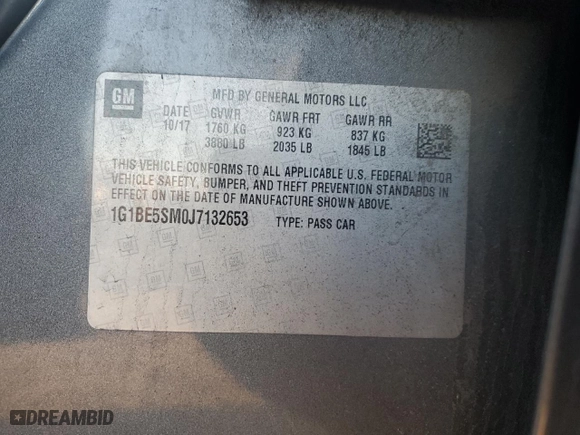 GM
MFD BY GENERAL MOTORS LLC
DATE GVWR GAWR FRT GAWR RR
10/17 1760 KG 923 KG 837 KG
3880 LB 2035 LB 1845 LB
THIS VEHICLE CONFORMS TO ALL APPLICABLE U.S. FEDERAL MOTOR
VEHICLE SAFETY, BUMPER, AND THEFT PREVENTION STANDARDS IN
EFFECT ON THE DATE OF MANUFACTURE SHOWN ABOVE.
1G1BE5SM0J7132653 TYPE: PASS CAR
DREAMBID